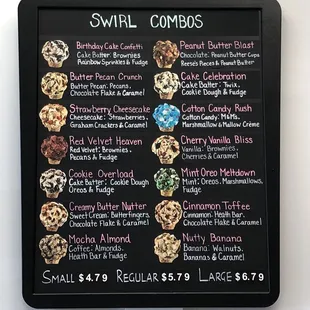 SWIRL COMBOS
Birthday Cake Confetti
Cake Batter: Brownies
Rainbow Sprinkles & Fudge
Butter Pecan Crunch
Butter Pecan: Pecans,
Chocolate Flake & Caramel
Strawberry Cheesecake
Cheesecake: Strawberries,
Graham Crackers & Caramel
Red Velvet Heaven
Red Velvet: Brownies,
Pecans & Fudge
Cookie Overload
Cake Batter: Cookie Dough
Oreos & Fudge
Creamy Butter Nutter
Sweet Cream: Butterfingers,
Chocolate Flake & Caramel
Mocha Almond
Coffee: Almonds,
Heath Bar & Fudge
Peanut Butter Blast
Chocolate: Peanut Butter Cups
Reese's Pieces & Peanut Butter
Cake Celebration
Cake Batter: Twix,
Cookie Dough & Fudge
Cotton Candy Rush
Cotton Candy: M&Ms,
Marshmallow & Mallow Crème
Cherry Vanilla Bliss
Vanilla: Brownies,
Cherries & Caramel
Mint Oreo Meltdown
Mint: Oreos, Marshmallows,
Fudge
Cinnamon Toffee
Cinnamon: Heath Bar,
Chocolate Flake & Caramel
Nutty Banana
Banana: Walnuts,
Bananas & Caramel
SMALL $4.79 REGULAR $5.79 LARGE $6.79